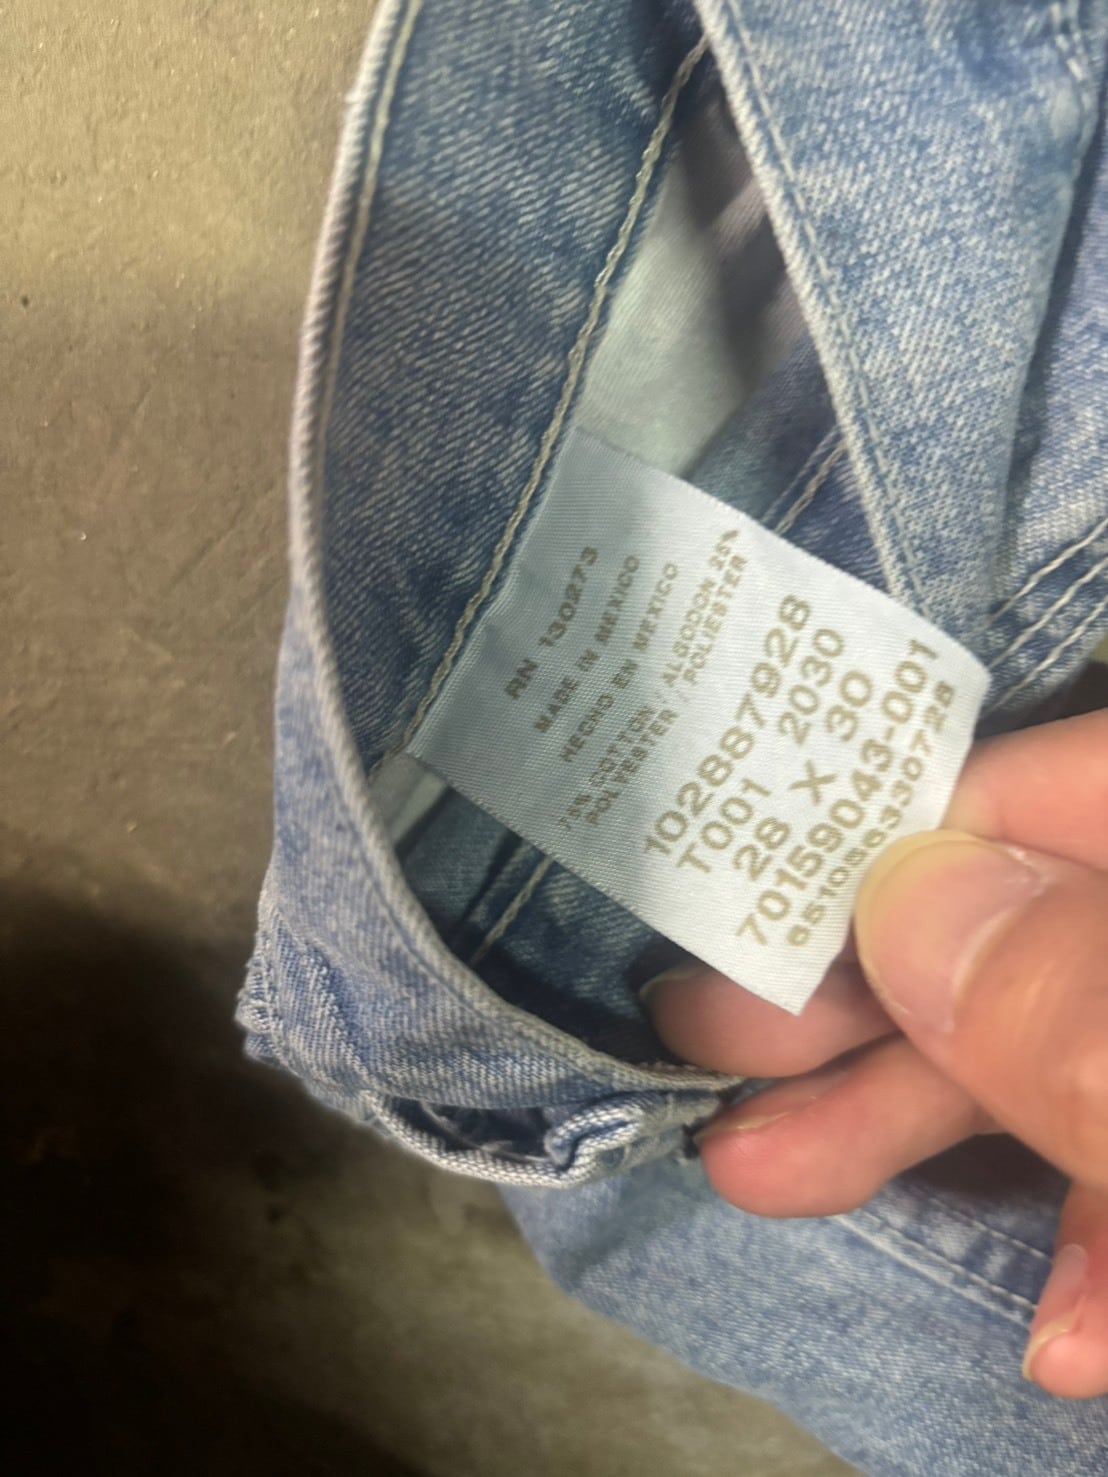 RN 130273
MADE IN MEXICO
HECHO EN MEXICO
COTTON / ALGODON 25%
POLYESTER / POLIESTER
102887928
T001 2030
28 X 30
70159043-001